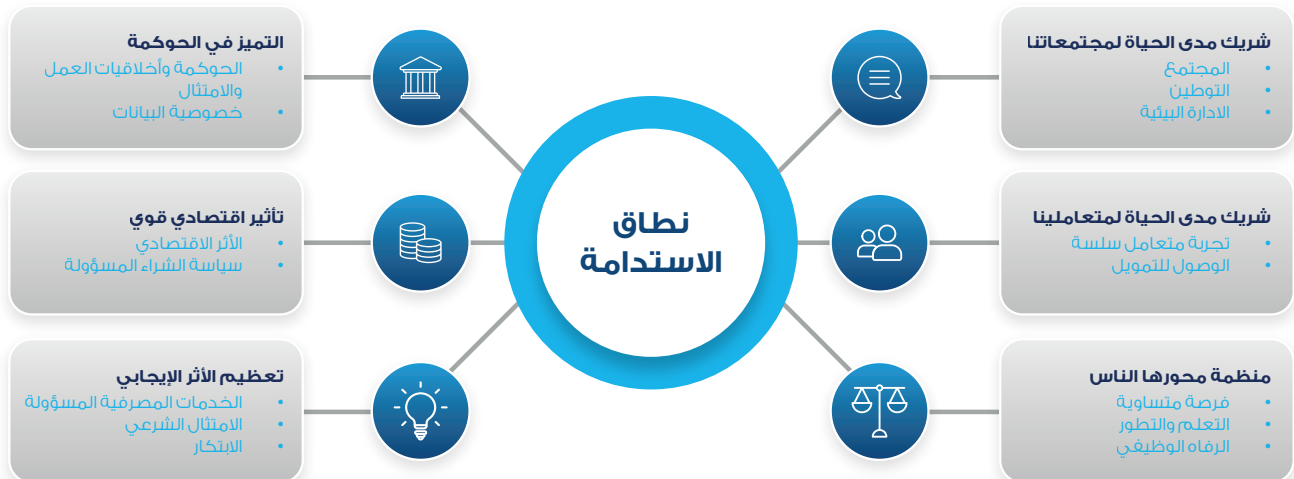 شريك مدى الحياة لمجتمعاتنا
• المجتمع
• التوطين
• الادارة البيئية
شريك مدى الحياة لمتعاملينا
• تجربة متعامل سلسة
• الوصول للتمويل
منظمة محورها الناس
• فرصة متساوية
• التعلم والتطور
• الرفاه الوظيفي
نطاق
الاستدامة
التميز في الحوكمة
• الحوكمة وأخلاقيات العمل
والامتثال
• خصوصية البيانات
تأثير اقتصادي قوي
• الأثر الاقتصادي
• سياسة الشراء المسؤولة
تعظيم الأثر الإيجابي
• الخدمات المصرفية المسؤولة
• الامتثال الشرعي
• الابتكار